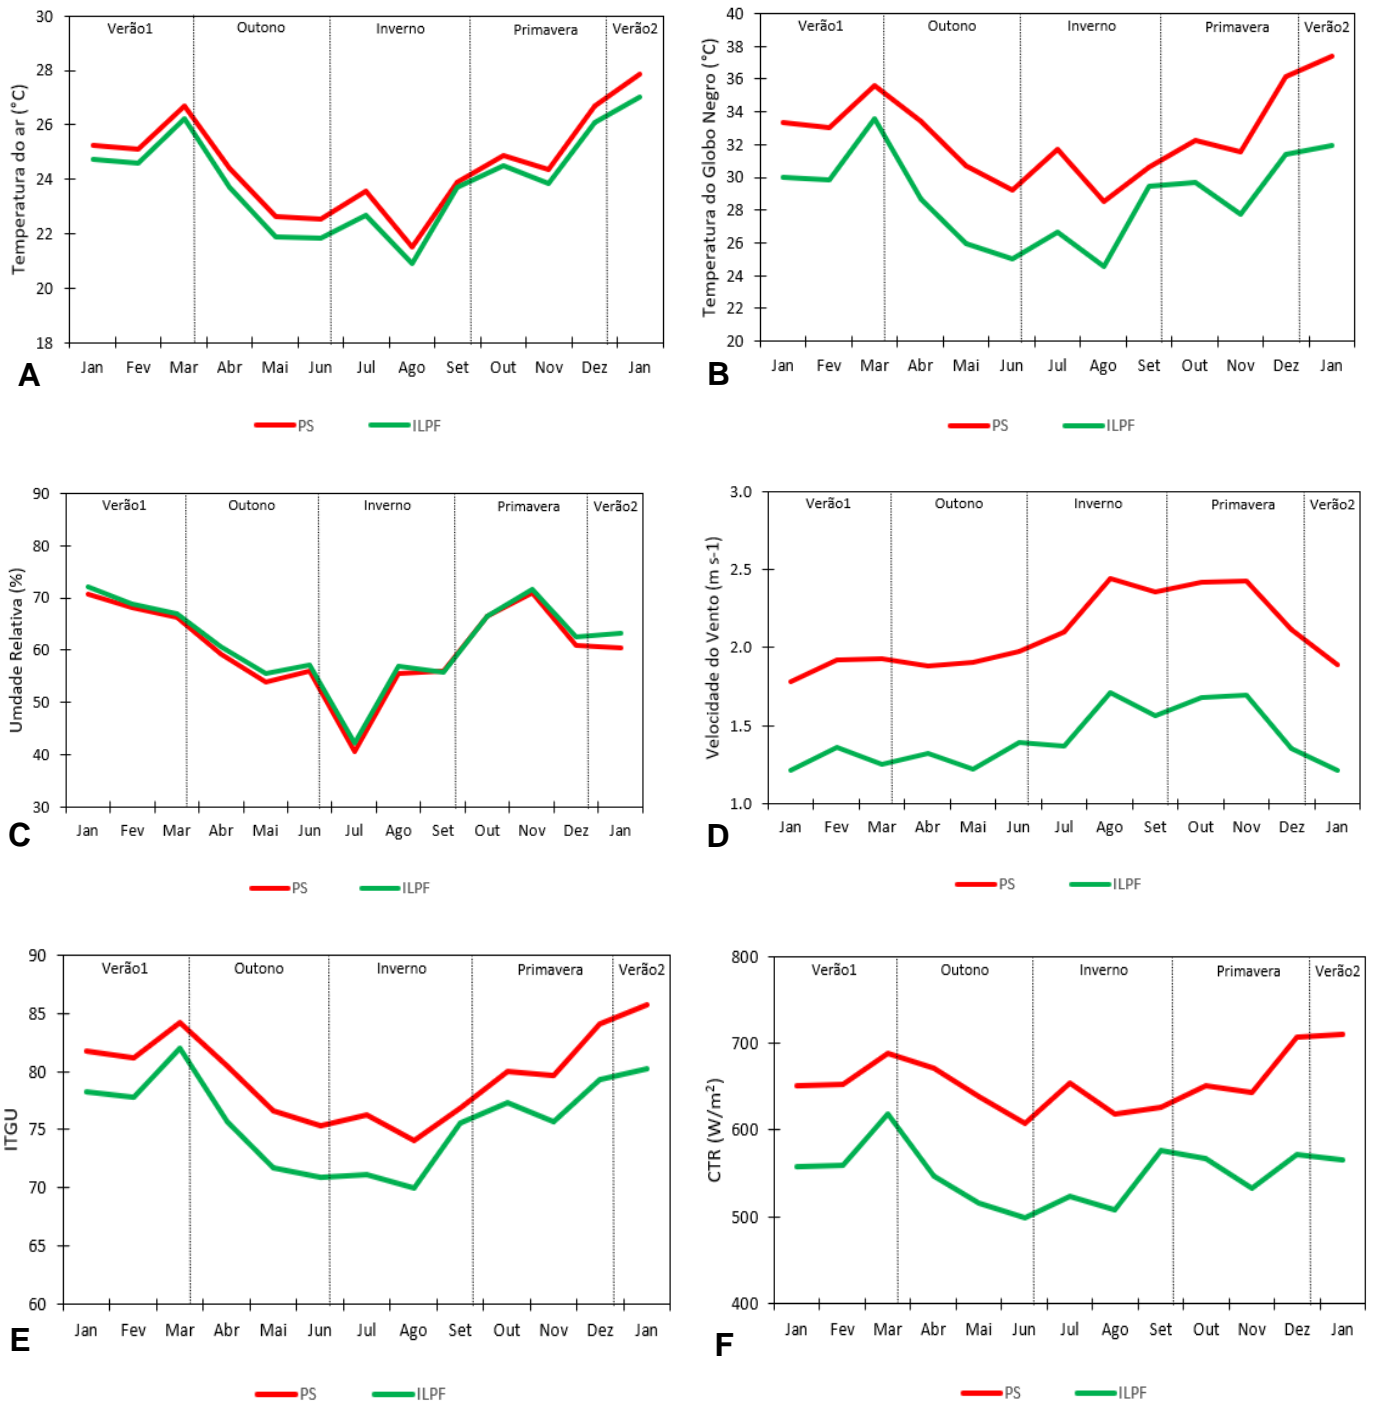 Temperatura do ar (°C)
30
28
26
24
22
20
18
Verão1 Outono Inverno Primavera Verão2
Jan Fev Mar Abr Mai Jun Jul Ago Set Out Nov Dez Jan
A
PS ILPF
Temperatura do Globo Negro (°C)
40
38
36
34
32
30
28
26
24
22
20
Verão1 Outono Inverno Primavera Verão2
Jan Fev Mar Abr Mai Jun Jul Ago Set Out Nov Dez Jan
B
PS ILPF
Umdade Relativa (%)
90
80
70
60
50
40
30
Verão1 Outono Inverno Primavera Verão2
Jan Fev Mar Abr Mai Jun Jul Ago Set Out Nov Dez Jan
C
PS ILPF
Velocidade do Vento (m s-1)
3.0
2.5
2.0
1.5
1.0
Verão1 Outono Inverno Primavera Verão2
Jan Fev Mar Abr Mai Jun Jul Ago Set Out Nov Dez Jan
D
PS ILPF
ITGU
90
85
80
75
70
65
60
Verão1 Outono Inverno Primavera Verão2
Jan Fev Mar Abr Mai Jun Jul Ago Set Out Nov Dez Jan
E
PS ILPF
CTR (W/m²)
800
700
600
500
400
Verão1 Outono Inverno Primavera Verão2
Jan Fev Mar Abr Mai Jun Jul Ago Set Out Nov Dez Jan
F
PS ILPF